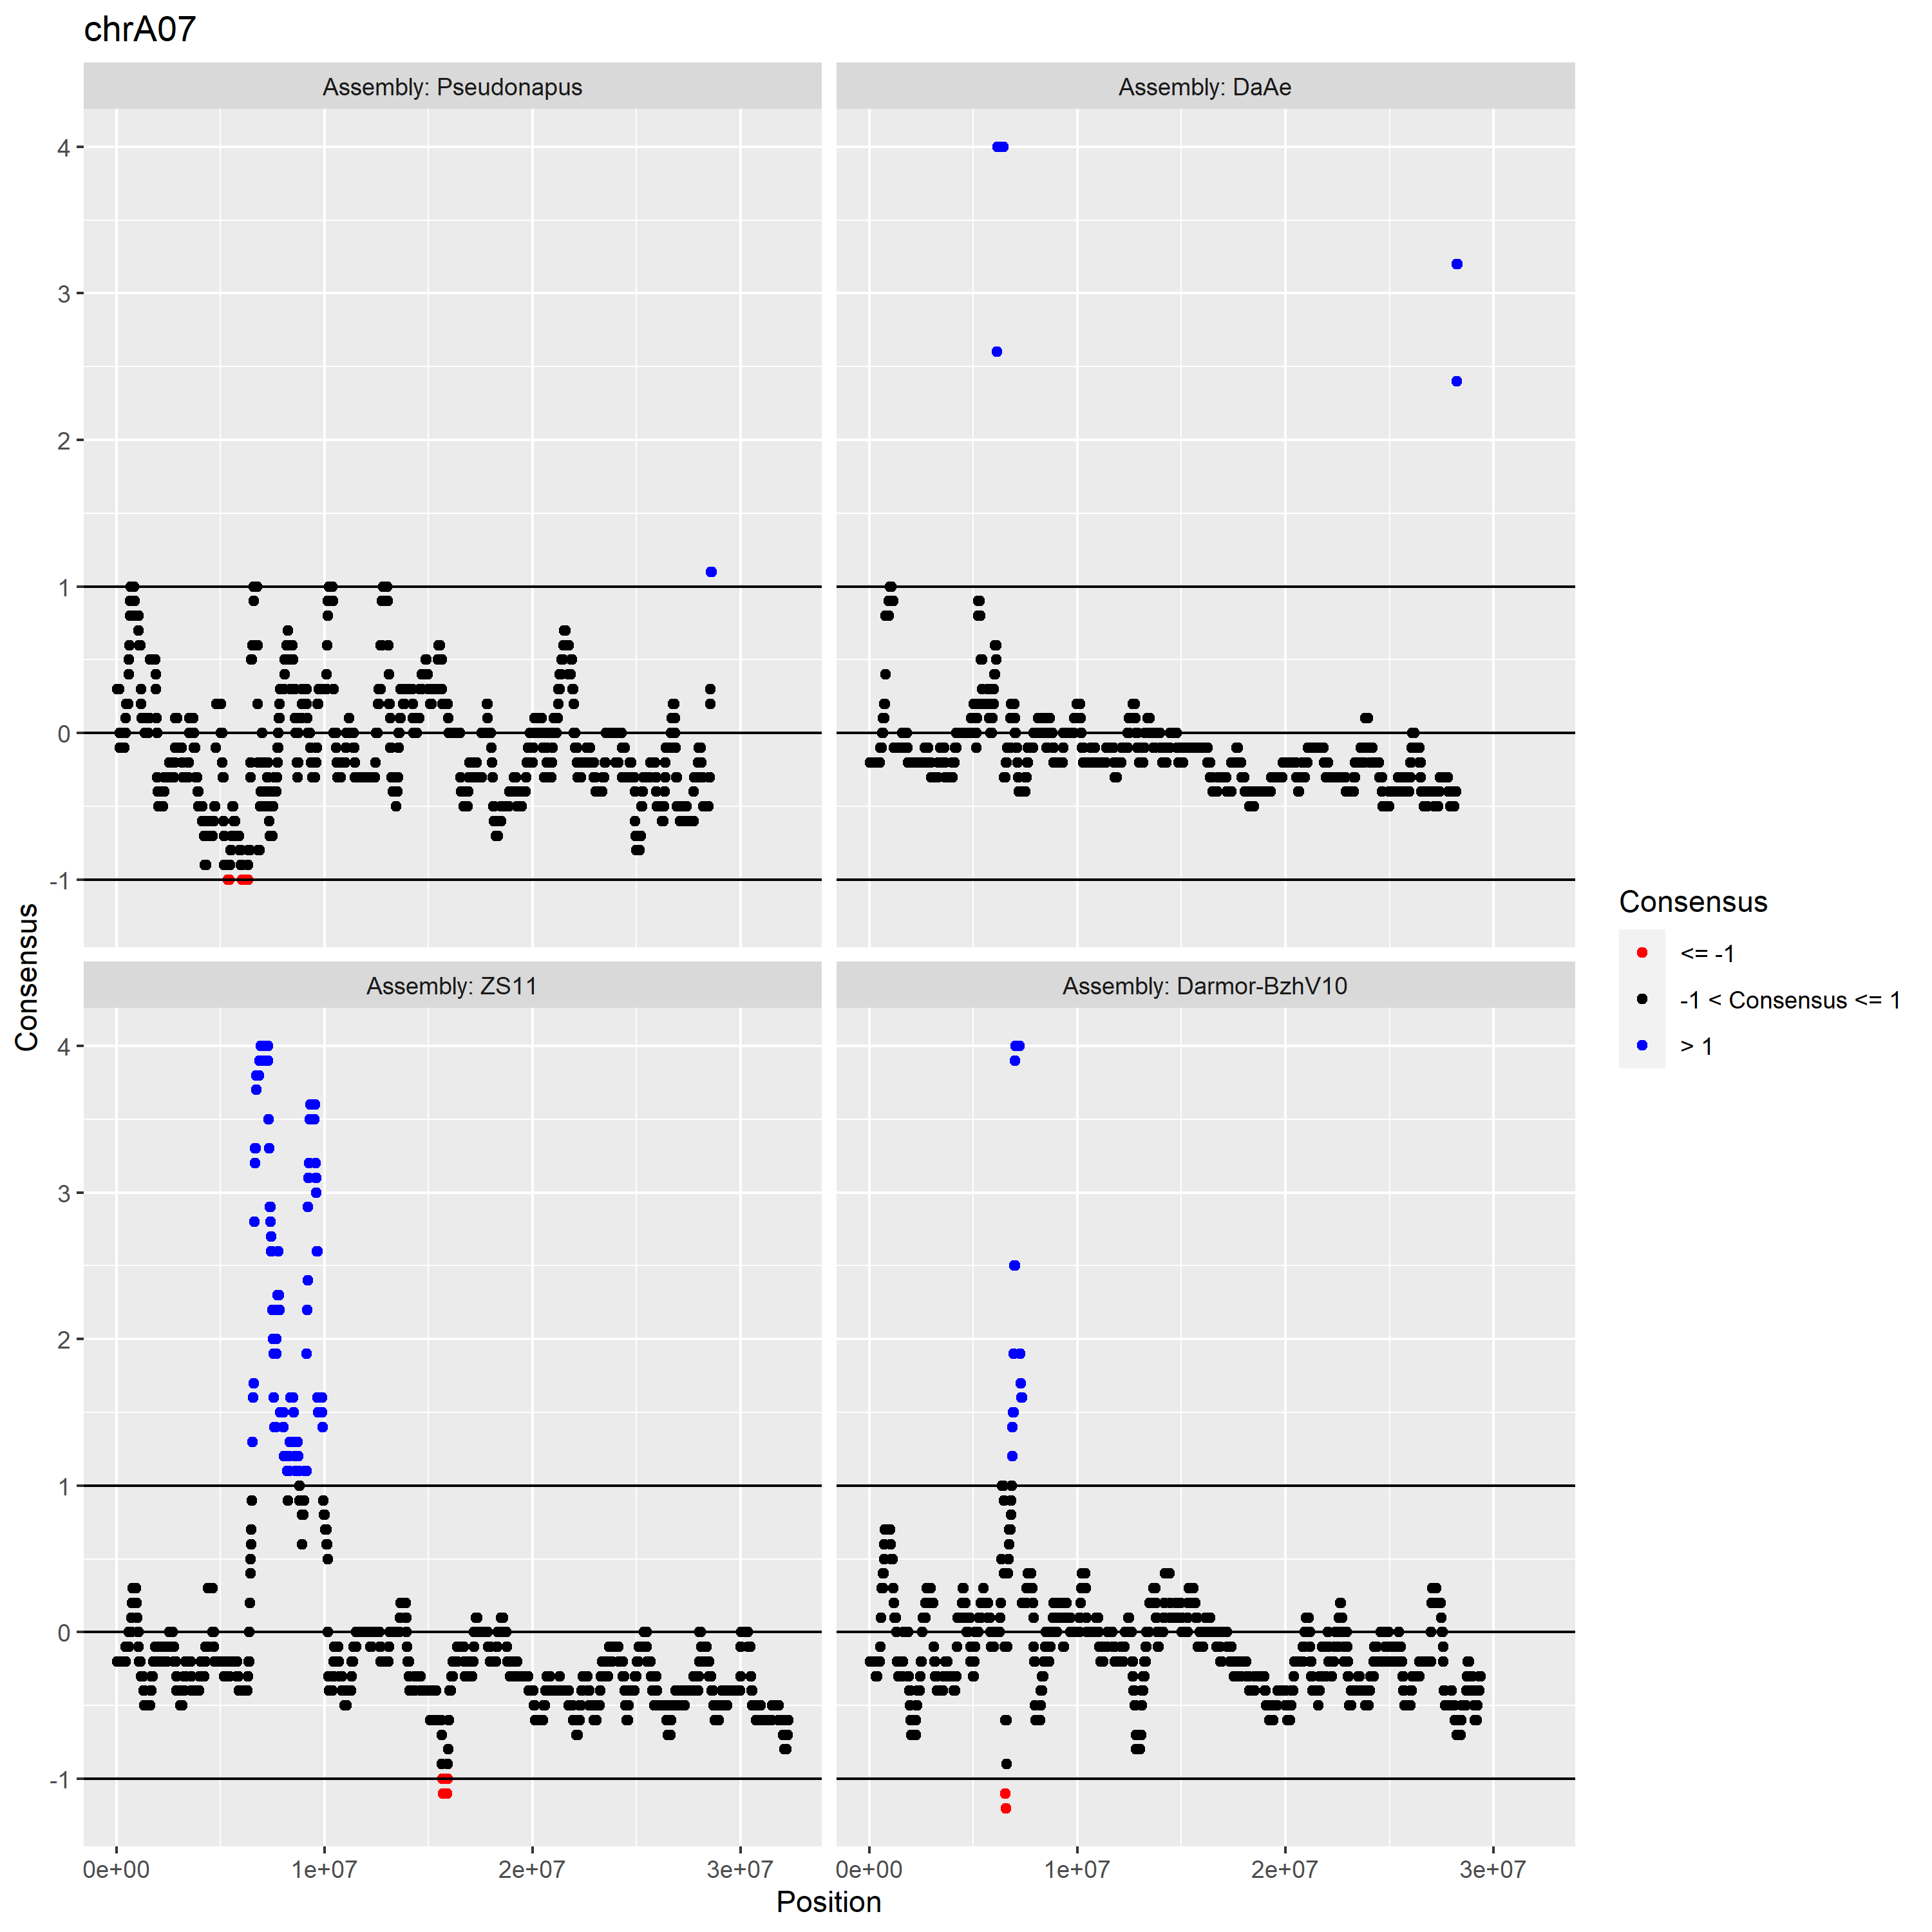 chrA07
Assembly: Pseudonapus
Assembly: DaAe
4
3
2
1
0
-1
Consensus
Assembly: ZS11
Assembly: Darmor-BzhV10
4
3
2
1
0
-1
0e+00 1e+07 2e+07 3e+07
0e+00 1e+07 2e+07 3e+07
Position
Consensus
<= -1
-1 < Consensus <= 1
> 1